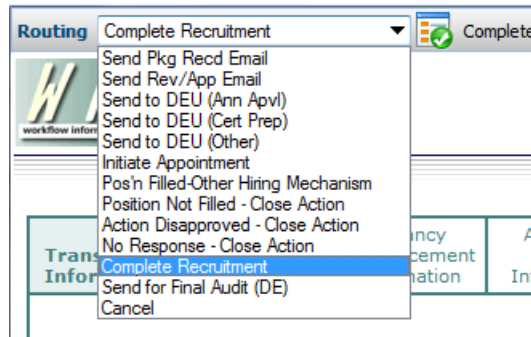 Routing Complete Recruitment Complete
Send Pkg Recd Email
Send Rev/App Email
Send to DEU (Ann Apvl)
Send to DEU (Cert Prep)
Send to DEU (Other)
Initiate Appointment
Pos'n Filled-Other Hiring Mechanism
Position Not Filled - Close Action
Action Disapproved - Close Action
No Response - Close Action
Complete Recruitment
Send for Final Audit (DE)
Cancel
W
workflow inform
Trans
Infor
ncy
cement
mation
A
In